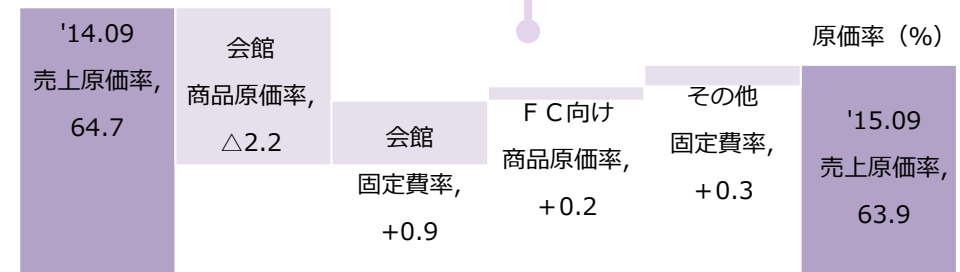 '14.09
売上原価率,
64.7
会館
商品原価率,
△2.2
会館
固定費率,
+0.9
ＦＣ向け
商品原価率,
+0.2
その他
固定費率,
+0.3
原価率（%）
'15.09
売上原価率,
63.9